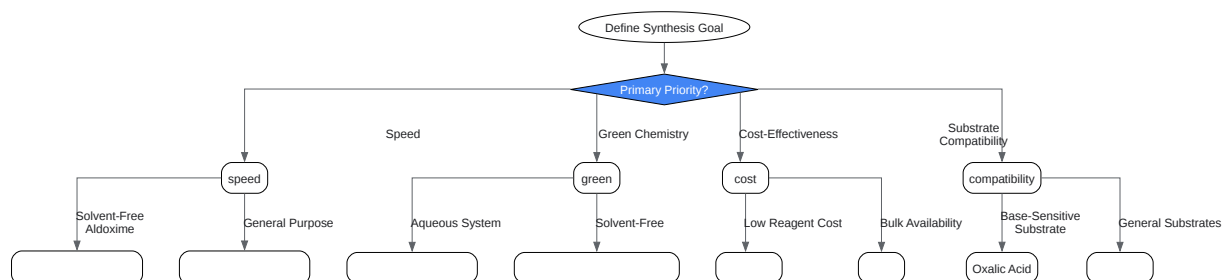 Define Synthesis Goal
Primary Priority?
Speed
Green Chemistry
Cost-Effectiveness
Substrate
Compatibility
speed
green
cost
compatibility
Solvent-Free
Aldoxime
General Purpose
Aqueous System
Solvent-Free
Low Reagent Cost
Bulk Availability
Base-Sensitive
Substrate
General Substrates
Oxalic Acid